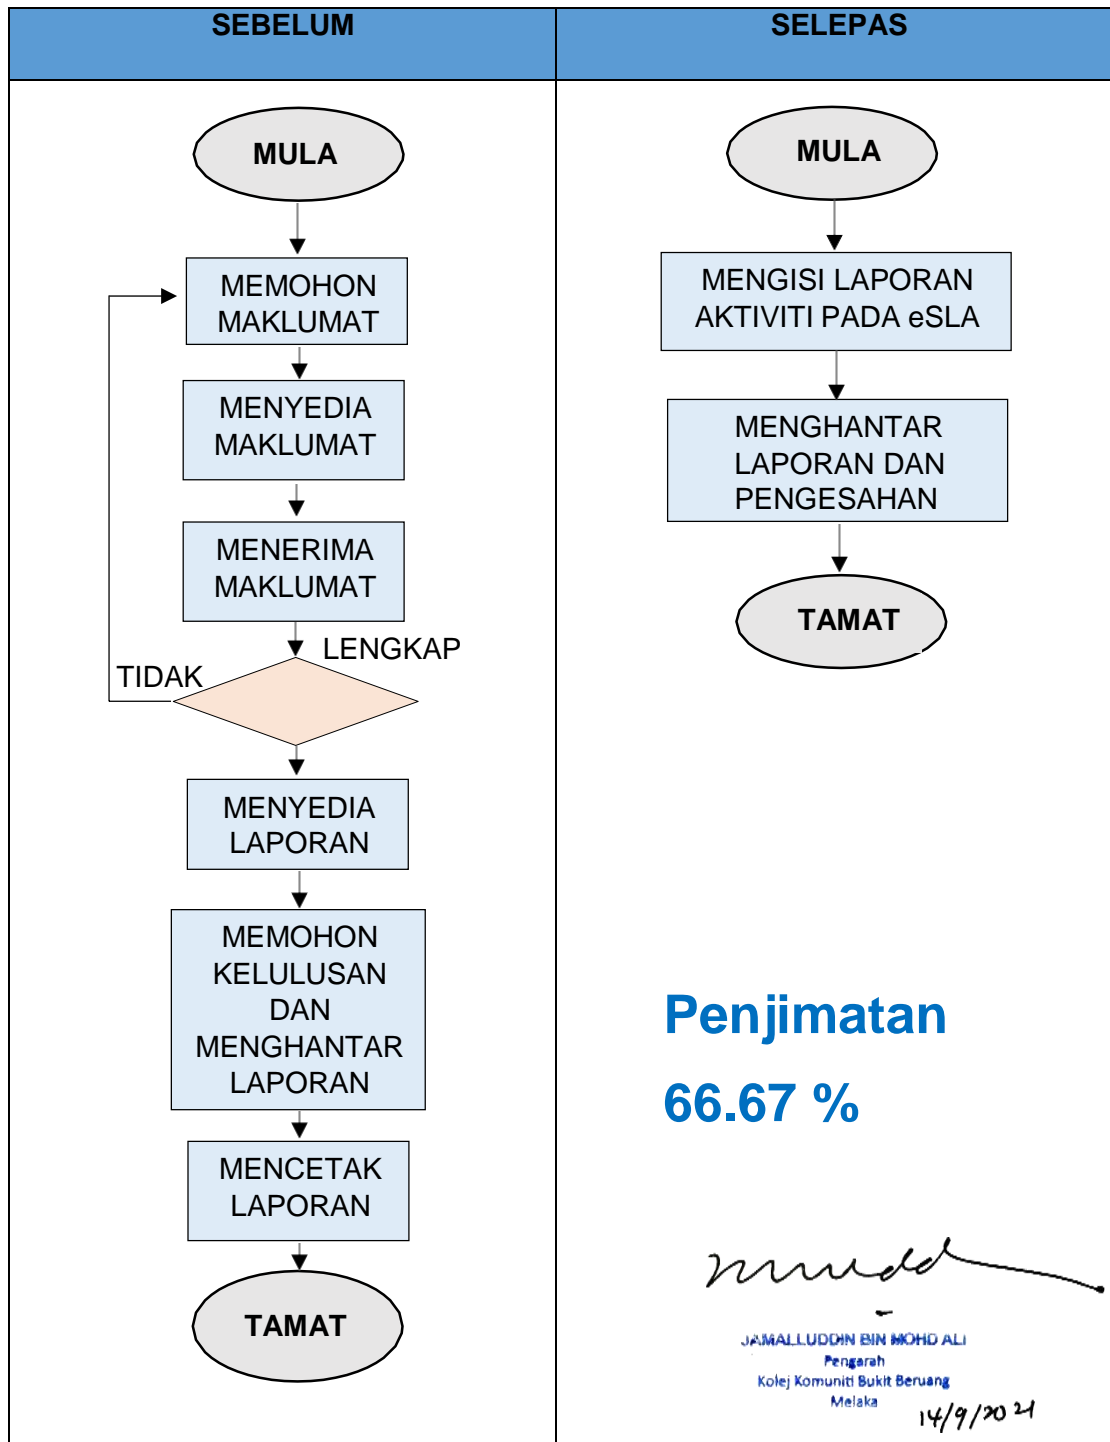 SEBELUM
MULA
MEMOHON
MAKLUMAT
MENYEDIA
MAKLUMAT
MENERIMA
MAKLUMAT
LENGKAP
TIDAK
MENYEDIA
LAPORAN
MEMOHON
KELULUSAN
DAN
MENGHANTAR
LAPORAN
MENCETAK
LAPORAN
TAMAT
SELEPAS
MULA
MENGISI LAPORAN
AKTIVITI PADA eSLA
MENGHANTAR
LAPORAN DAN
PENGESAHAN
TAMAT
Penjimatan
66.67 %
JAMALLUDDIN BIN MOHD ALI
Pengarah
Kolej Komuniti Bukit Beruang
Melaka
14/9/2021